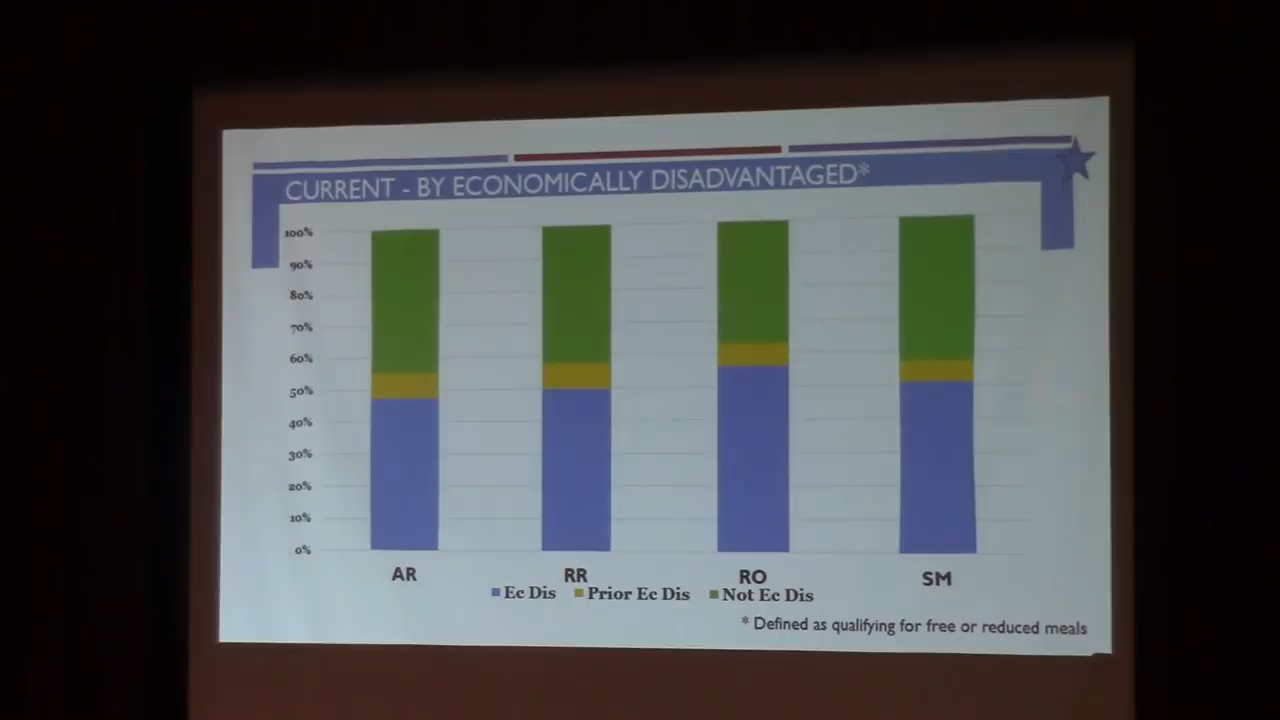 CURRENT - BY ECONOMICALLY DISADVANTAGED*
100%
90%
80%
70%
60%
50%
40%
30%
20%
10%
0%
AR RR RO SM
Ec Dis Prior Ec Dis Not Ec Dis
* Defined as qualifying for free or reduced meals